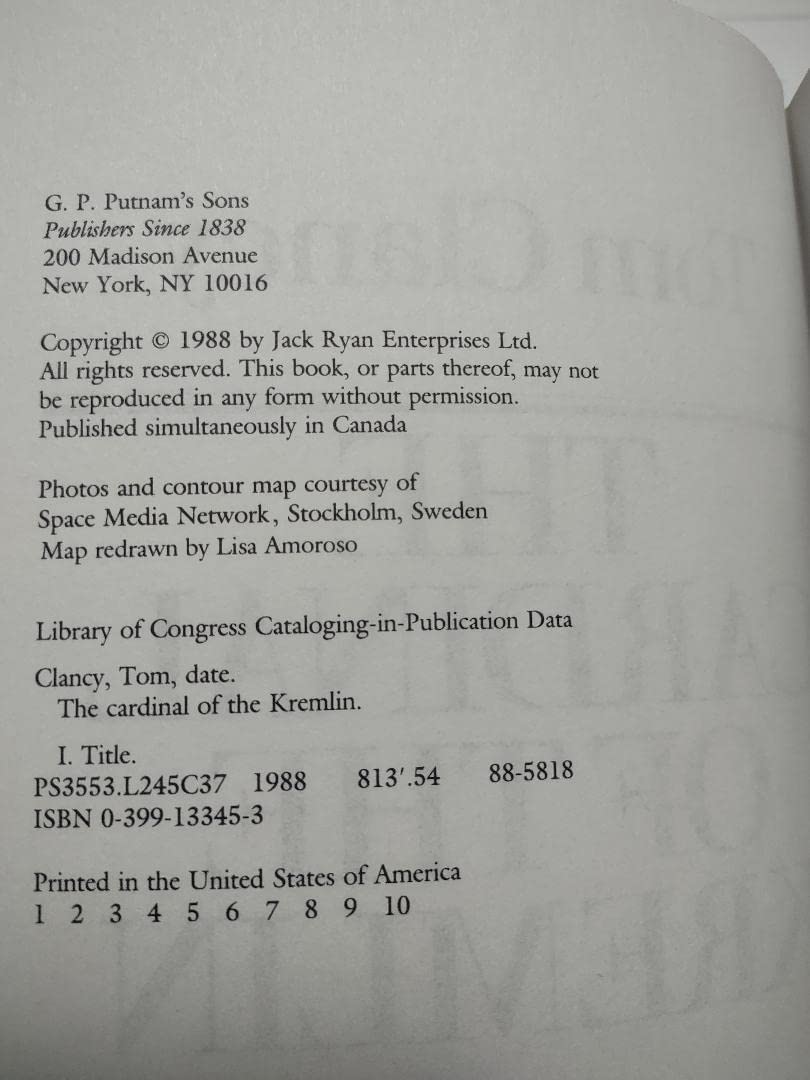 G. P. Putnam's Sons
Publishers Since 1838
200 Madison Avenue
New York, NY 10016
Copyright © 1988 by Jack Ryan Enterprises Ltd.
All rights reserved. This book, or parts thereof, may not
be reproduced in any form without permission.
Published simultaneously in Canada
Photos and contour map courtesy of
Space Media Network, Stockholm, Sweden
Map redrawn by Lisa Amoroso
Library of Congress Cataloging-in-Publication Data
Clancy, Tom, date.
The cardinal of the Kremlin.
I. Title.
PS3553.L245C37 1988 813'.54 88-5818
ISBN 0-399-13345-3
Printed in the United States of America
1 2 3 4 5 6 7 8 9 10